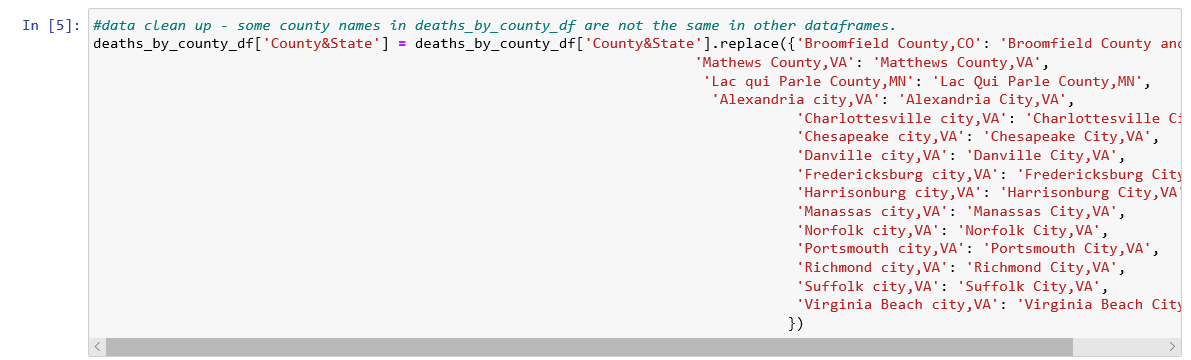 In [5]: #data clean up - some county names in deaths_by_county_df are not the same in other dataframes.
deaths_by_county_df['County&State'] = deaths_by_county_df['County&State'].replace({'Broomfield County,CO': 'Broomfield County
'Mathews County,VA': 'Matthews County,VA',
'Lac qui Parle County,MN': 'Lac Qui Parle County,MN',
'Alexandria city,VA': 'Alexandria City,VA',
'Charlottesville city,VA': 'Charlottesville
'Chesapeake city,VA': 'Chesapeake City,VA',
'Danville city,VA': 'Danville City,VA',
'Fredericksburg city,VA': 'Fredericksburg City
'Harrisonburg city,VA': 'Harrisonburg City,VA'
'Manassas city,VA': 'Manassas City,VA',
'Norfolk city,VA': 'Norfolk City,VA',
'Portsmouth city,VA': 'Portsmouth City,VA',
'Richmond city,VA': 'Richmond City,VA',
'Suffolk city,VA': 'Suffolk City,VA',
'Virginia Beach city,VA': 'Virginia Beach City
})